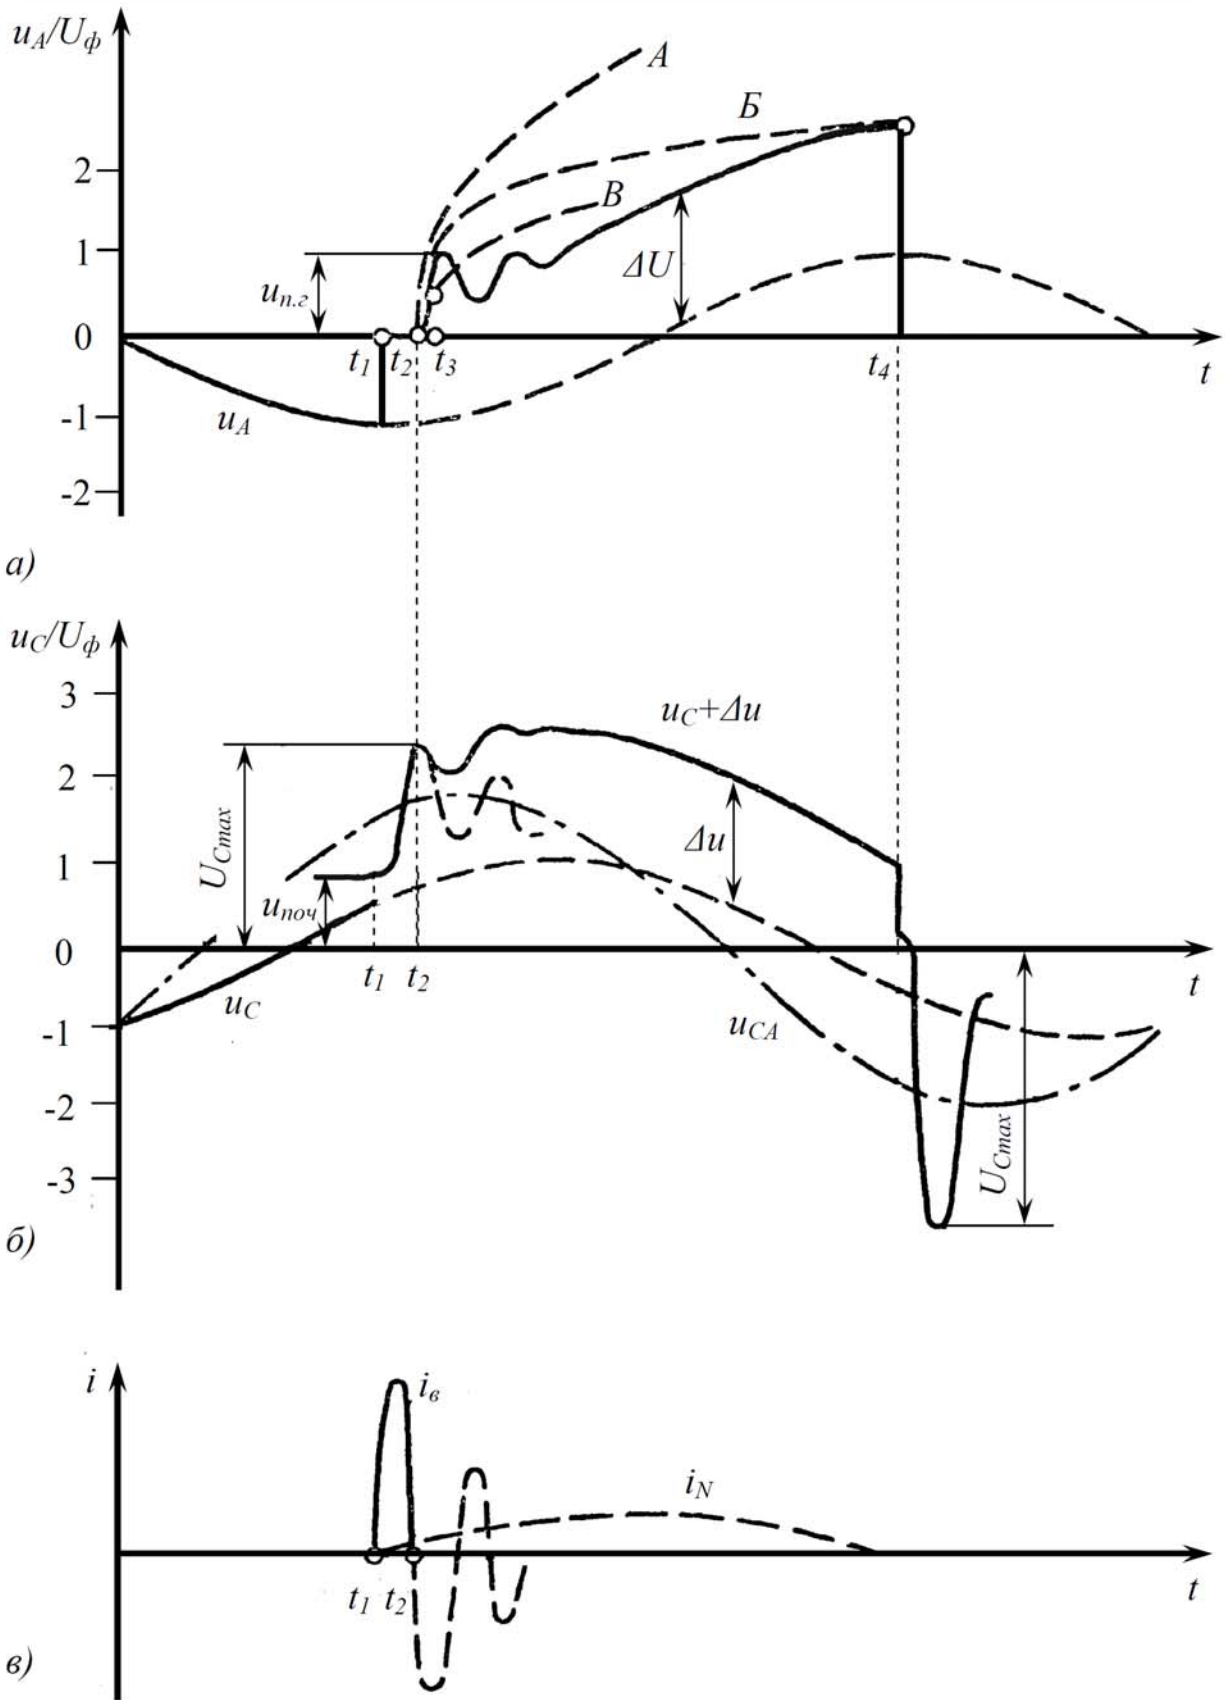 u_A/U_ф
A
Б
2
В
1
u_п.г
ΔU
0
t_1 t_2 t_3
t_4
t
-1
u_A
-2
а)
u_C/U_ф
3
u_C+Δu
2
U_Cmax
Δu
1
u_поч
0
t_1 t_2
t
u_C
-1
u_CA
-2
U_Cmax
-3
б)
i
i_в
i_N
t_1 t_2
t
в)